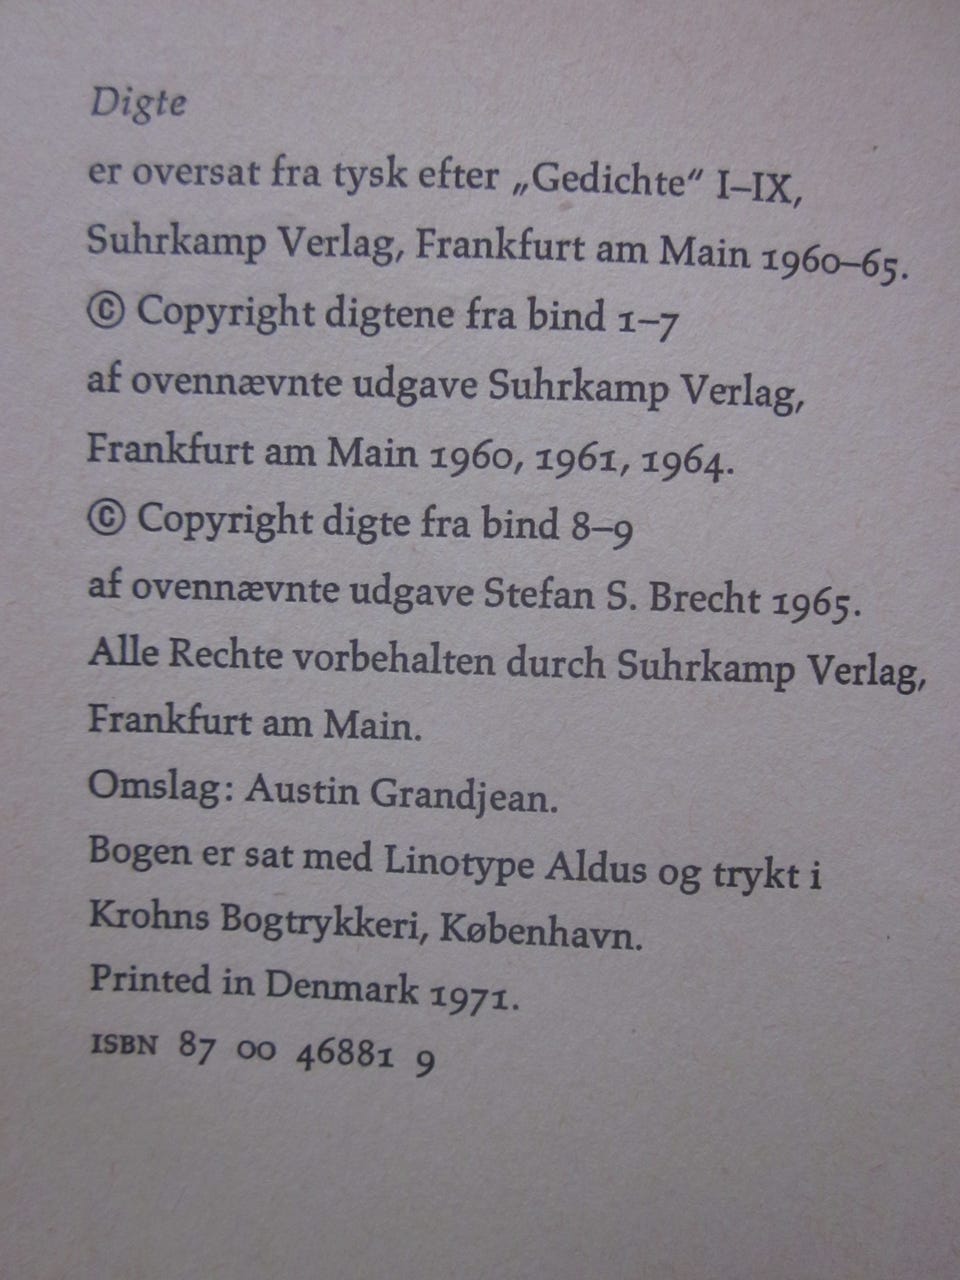 Digte
er oversat fra tysk efter „Gedichte“ I–IX,
Suhrkamp Verlag, Frankfurt am Main 1960–65.
© Copyright digtene fra bind 1–7
af ovennævnte udgave Suhrkamp Verlag,
Frankfurt am Main 1960, 1961, 1964.
© Copyright digte fra bind 8–9
af ovennævnte udgave Stefan S. Brecht 1965.
Alle Rechte vorbehalten durch Suhrkamp Verlag,
Frankfurt am Main.
Omslag: Austin Grandjean.
Bogen er sat med Linotype Aldus og trykt i
Krohns Bogtrykkeri, København.
Printed in Denmark 1971.
ISBN 87 00 46881 9